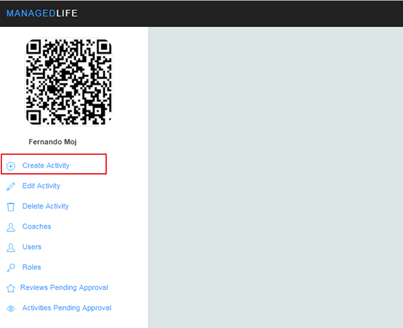 MANAGEDLIFE
Fernando Moj
Create Activity
Edit Activity
Delete Activity
Coaches
Users
Roles
Reviews Pending Approval
Activities Pending Approval